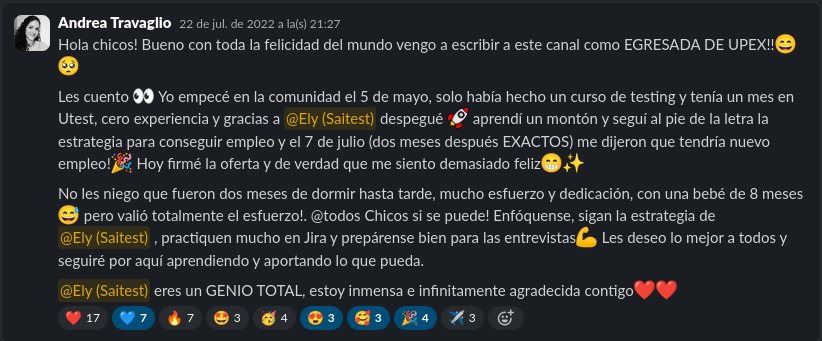 Andrea Travaglio 22 de jul. de 2022 a la(s) 21:27
Hola chicos! Bueno con toda la felicidad del mundo vengo a escribir a este canal como EGRESADA DE UPEX!!😄
🥺
Les cuento 👀 Yo empecé en la comunidad el 5 de mayo, solo había hecho un curso de testing y tenía un mes en
Utest, cero experiencia y gracias a @Ely (Saitest) despegué 🚀 aprendí un montón y seguí al pie de la letra la
estrategia para conseguir empleo y el 7 de julio (dos meses después EXACTOS) me dijeron que tendría nuevo
empleo!🎉 Hoy firmé la oferta y de verdad que me siento demasiado feliz😁✨
No les niego que fueron dos meses de dormir hasta tarde, mucho esfuerzo y dedicación, con una bebé de 8 meses
😅 pero valió totalmente el esfuerzo!. @todos Chicos si se puede! Enfóquense, sigan la estrategia de
@Ely (Saitest) , practiquen mucho en Jira y prepárense bien para las entrevistas💪 Les deseo lo mejor a todos y
seguiré por aquí aprendiendo y aportando lo que pueda.
@Ely (Saitest) eres un GENIO TOTAL, estoy inmensa e infinitamente agradecida contigo❤️❤️
❤️ 17 💙 7 🔥 7 🤩 3 🥳 4 😍 3 🥰 3 🎉 4 ✈️ 3